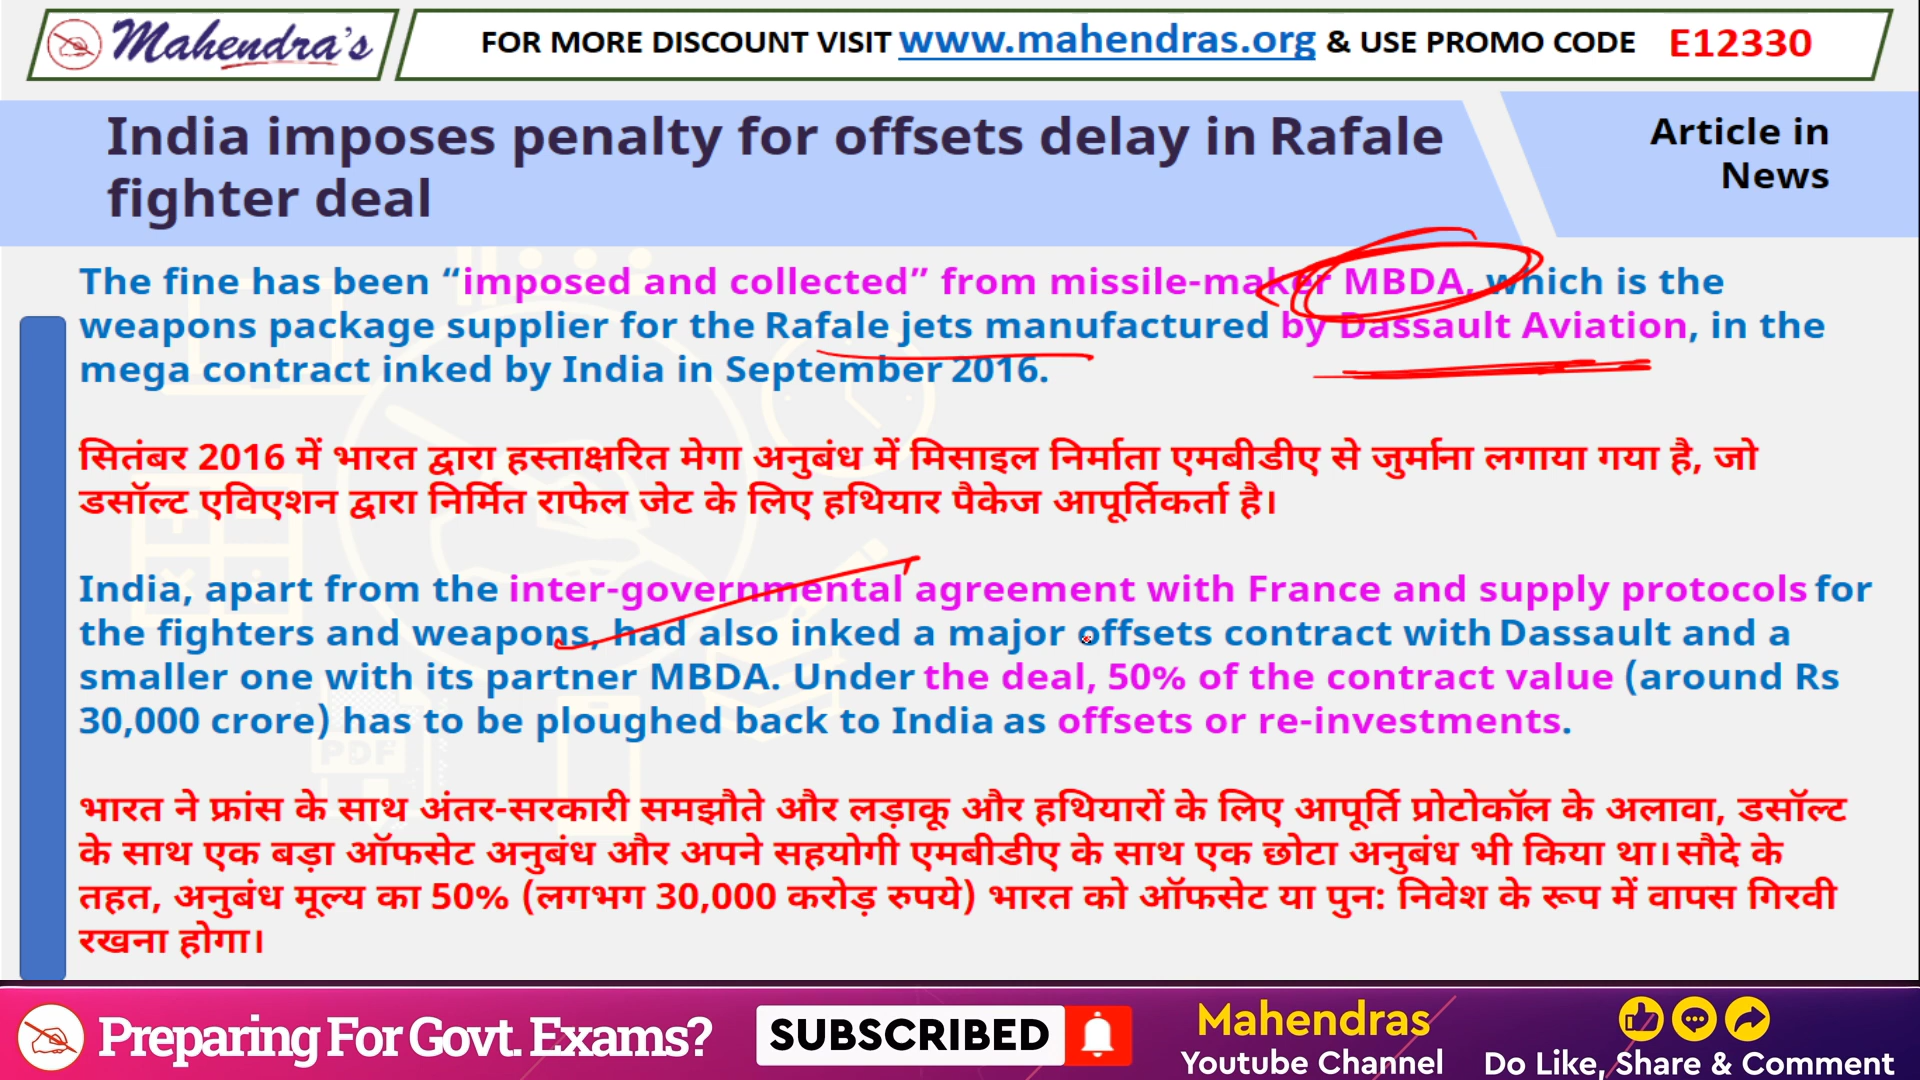 Mahendra's
FOR MORE DISCOUNT VISIT www.mahendras.org & USE PROMO CODE E12330
India imposes penalty for offsets delay in Rafale
fighter deal
Article in
News
The fine has been “imposed and collected” from missile-maker MBDA, which is the
weapons package supplier for the Rafale jets manufactured by Dassault Aviation, in the
mega contract inked by India in September 2016.
सितंबर 2016 में भारत द्वारा हस्ताक्षरित मेगा अनुबंध में मिसाइल निर्माता एमबीडीए से जुर्माना लगाया गया है, जो
डसॉल्ट एविएशन द्वारा निर्मित राफेल जेट के लिए हथियार पैकेज आपूर्तिकर्ता है।
India, apart from the inter-governmental agreement with France and supply protocols for
the fighters and weapons, had also inked a major offsets contract with Dassault and a
smaller one with its partner MBDA. Under the deal, 50% of the contract value (around Rs
30,000 crore) has to be ploughed back to India as offsets or re-investments.
PDF
भारत ने फ्रांस के साथ अंतर-सरकारी समझौते और लड़ाकू और हथियारों के लिए आपूर्ति प्रोटोकॉल के अलावा, डसॉल्ट
के साथ एक बड़ा ऑफसेट अनुबंध और अपने सहयोगी एमबीडीए के साथ एक छोटा अनुबंध भी किया था। सौदे के
तहत, अनुबंध मूल्य का 50% (लगभग 30,000 करोड़ रुपये) भारत को ऑफसेट या पुन: निवेश के रूप में वापस गिरवी
रखना होगा।
Preparing For Govt. Exams?
SUBSCRIBED
Mahendras
Youtube Channel
Do Like, Share & Comment